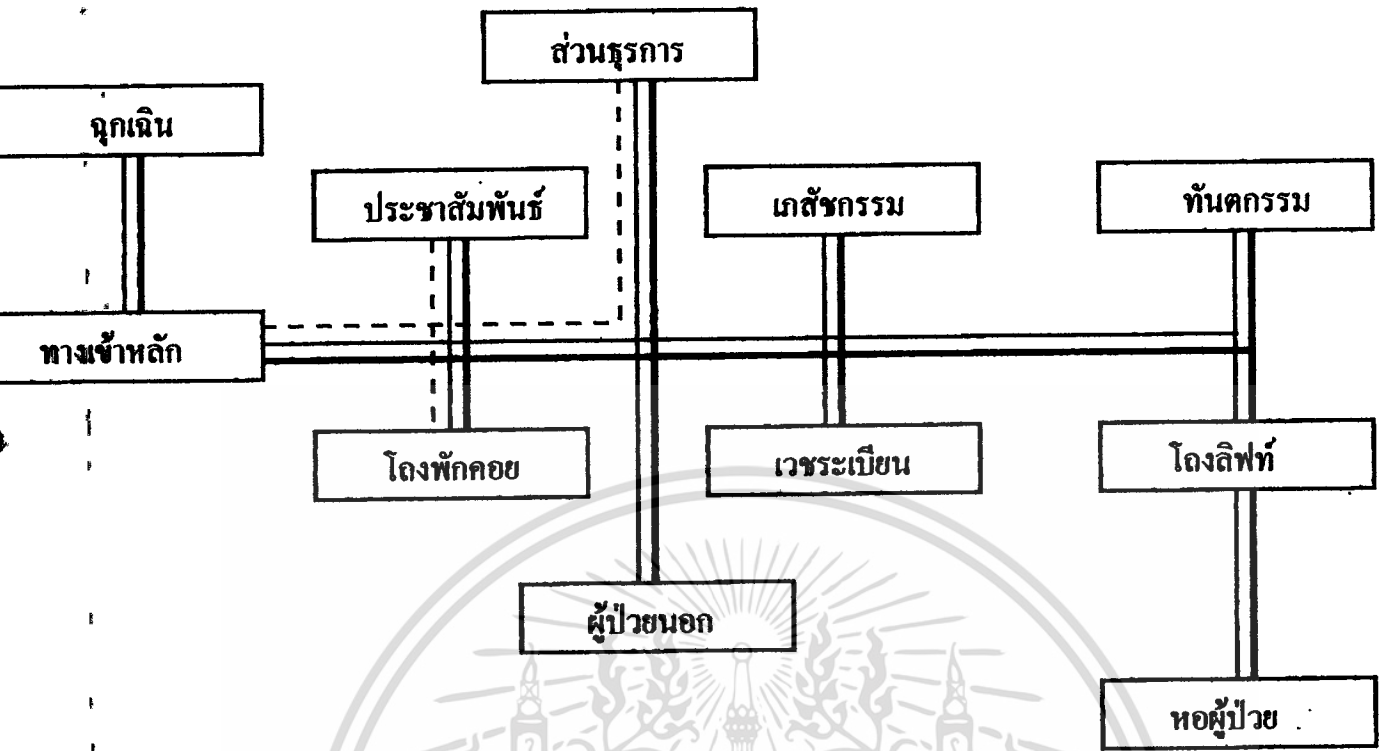 ส่วนธุรการ
ฉุกเฉิน
ประชาสัมพันธ์
เภสัชกรรม
ทันตกรรม
ทางเข้าหลัก
โถงพักคอย
เวชระเบียน
โถงลิฟท์
ผู้ป่วยนอก
หอผู้ป่วย